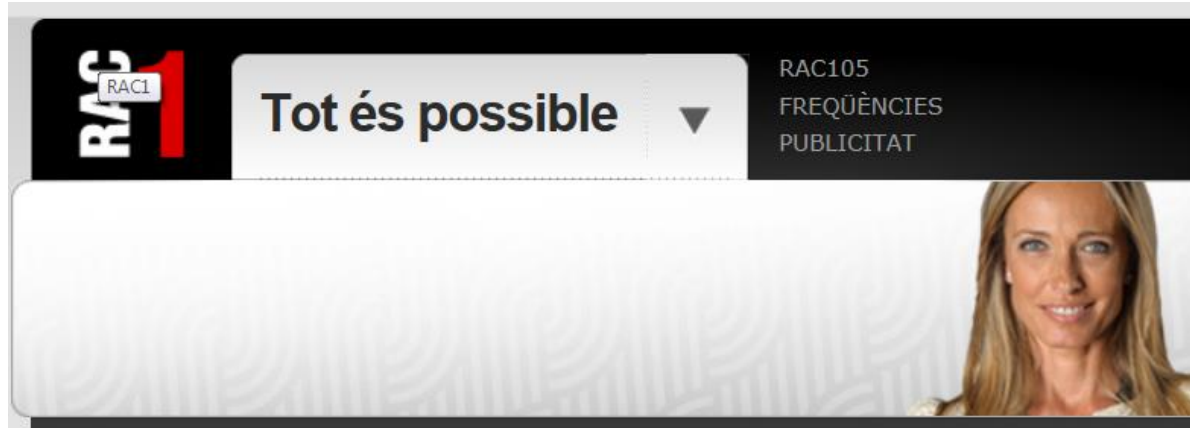 RAC1
RAC1
Tot és possible
RAC105
FREQÜÈNCIES
PUBLICITAT